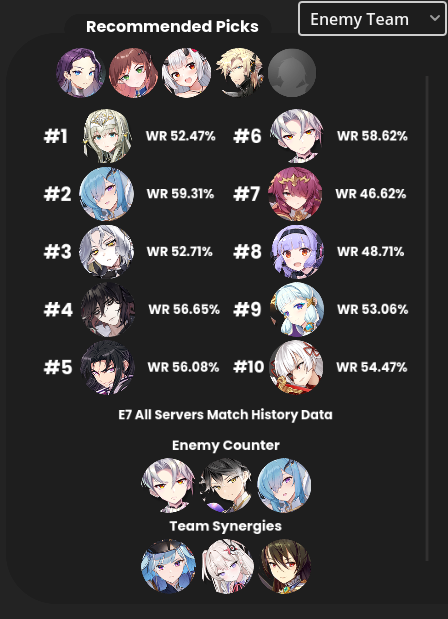 Enemy Team
Recommended Picks
#1 WR 52.47% #6 WR 58.62%
#2 WR 59.31% #7 WR 46.62%
#3 WR 52.71% #8 WR 48.71%
#4 WR 56.65% #9 WR 53.06%
#5 WR 56.08% #10 WR 54.47%
E7 All Servers Match History Data
Enemy Counter
Team Synergies